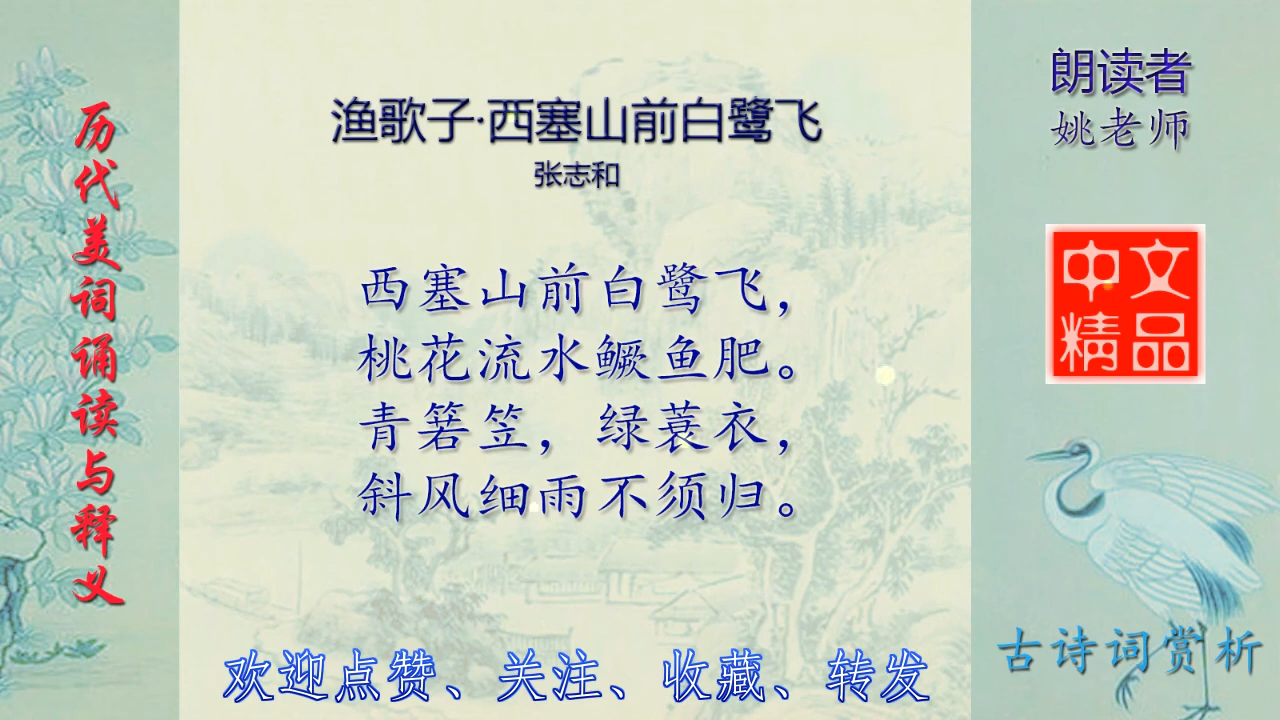 历代美词诵读与释义
渔歌子·西塞山前白鹭飞
张志和
西塞山前白鹭飞，
桃花流水鳜鱼肥。
青箬笠，绿蓑衣，
斜风细雨不须归。
欢迎点赞、关注、收藏、转发
朗读者
姚老师
中文
精品
古诗词赏析